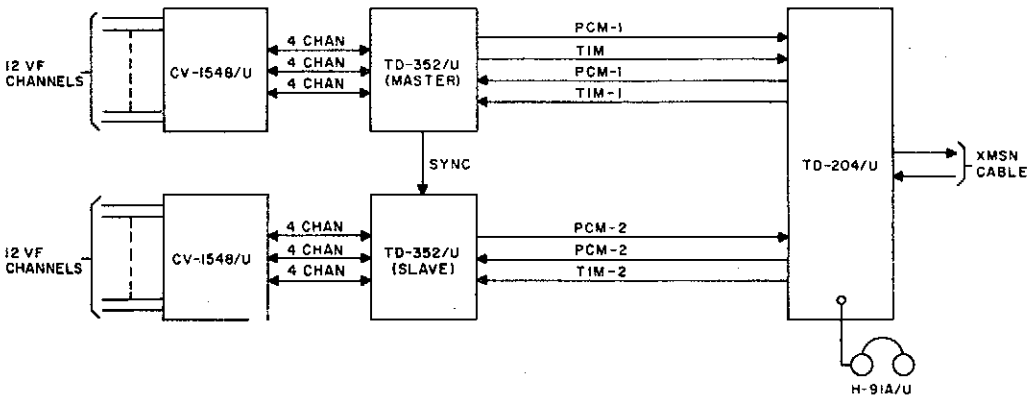 12 VF
CHANNELS
CV-1548/U
4 CHAN
4 CHAN
4 CHAN
TD-352/U
(MASTER)
PCM-1
TIM
PCM-1
TIM-1
SYNC
TD-204/U
XMSN
CABLE
12 VF
CHANNELS
CV-1548/U
4 CHAN
4 CHAN
4 CHAN
TD-352/U
(SLAVE)
PCM-2
PCM-2
TIM-2
H-91A/U